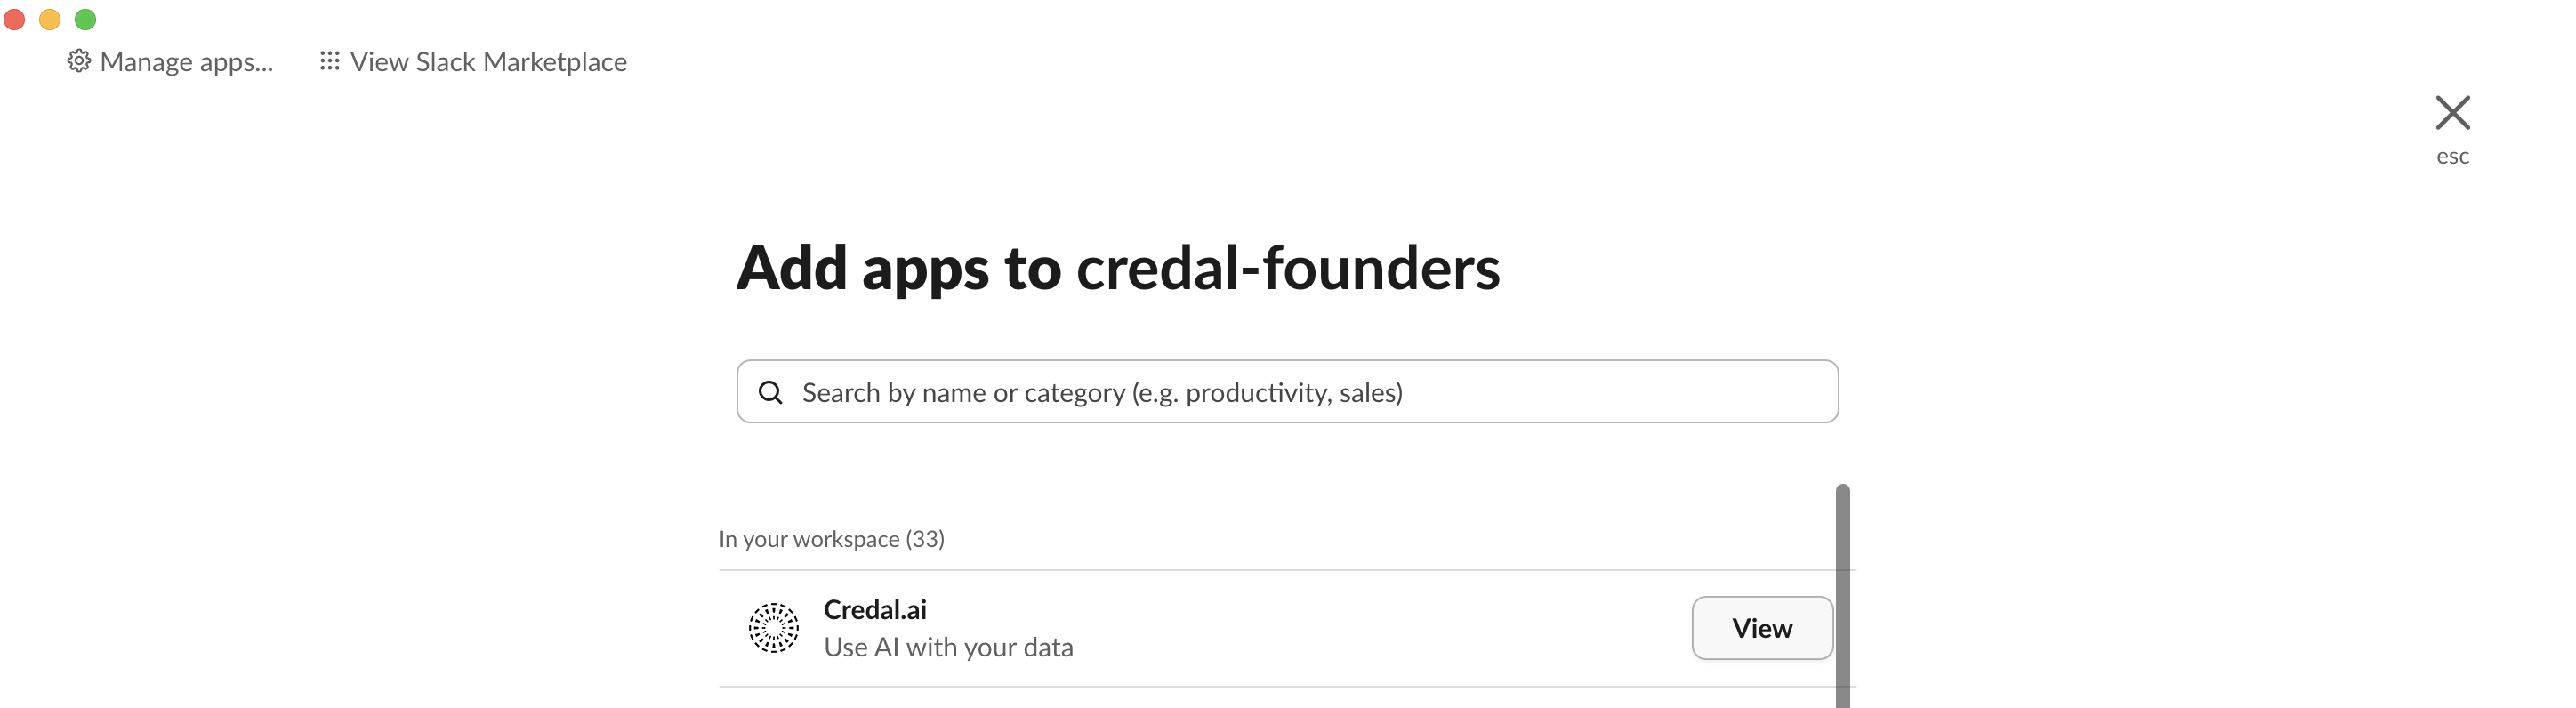 Manage apps...
View Slack Marketplace
esc
Add apps to credal-founders
Search by name or category (e.g. productivity, sales)
In your workspace (33)
Credal.ai
Use AI with your data
View